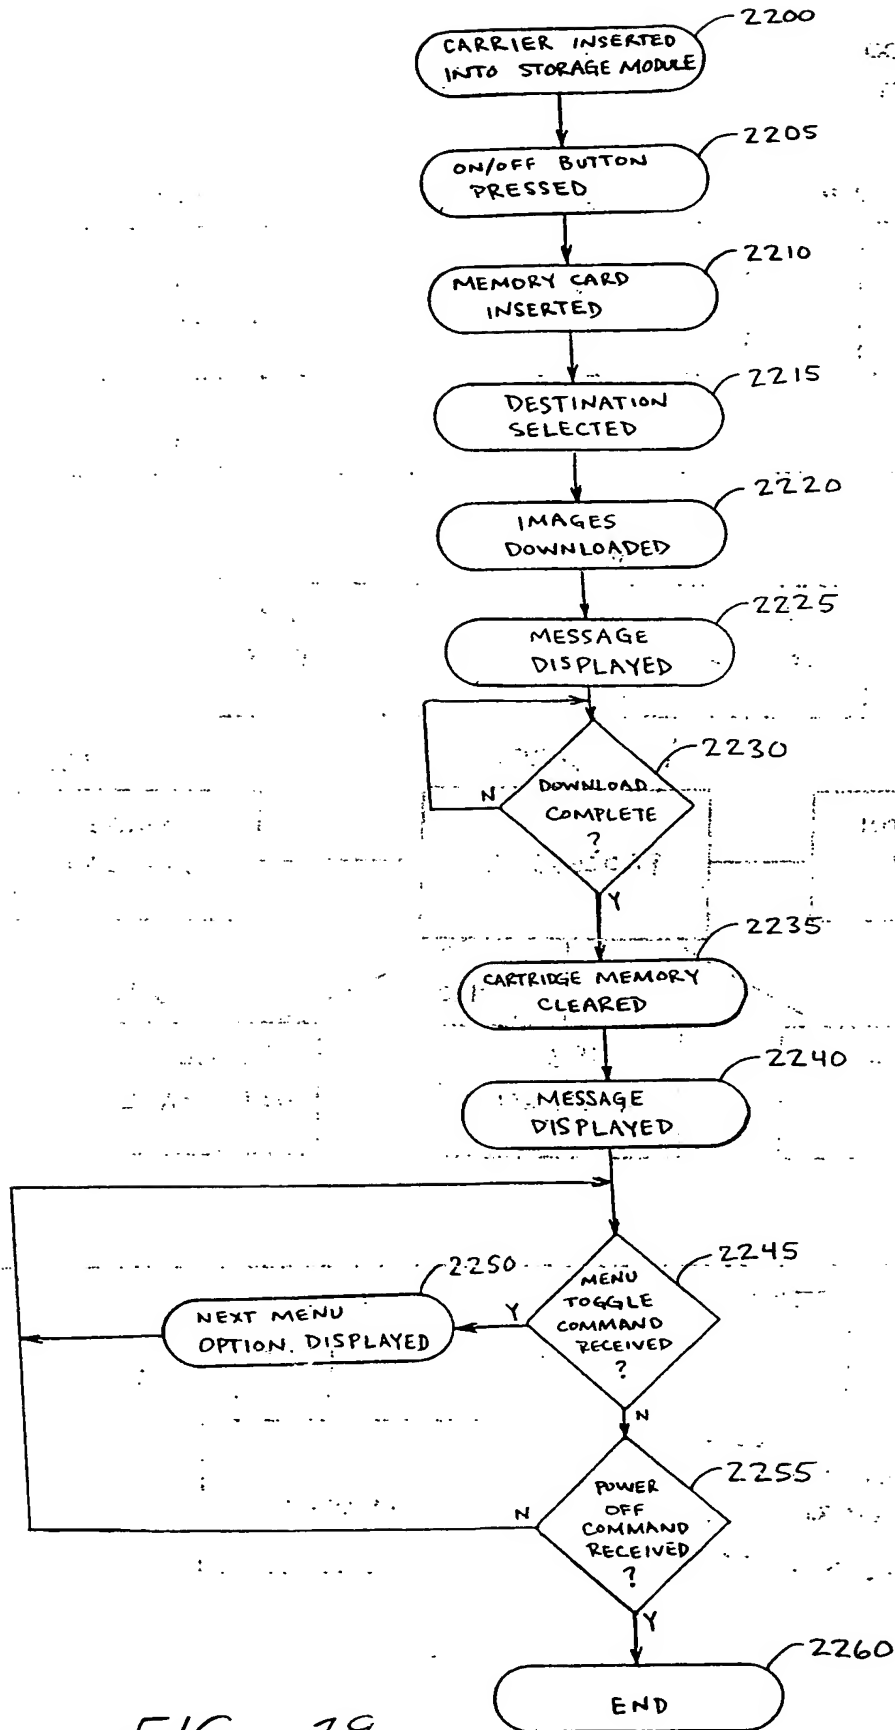 2200
CARRIER INSERTED
INTO STORAGE MODULE
2205
ON/OFF BUTTON
PRESSED
2210
MEMORY CARD
INSERTED
2215
DESTINATION
SELECTED
2220
IMAGES
DOWNLOADED
2225
MESSAGE
DISPLAYED
2230
DOWNLOAD
COMPLETE
?
N
Y
2235
CARTRIDGE MEMORY
CLEARED
2240
MESSAGE
DISPLAYED
2245
MENU
TOGGLE
COMMAND
RECEIVED
?
Y
N
2250
NEXT MENU
OPTION DISPLAYED
2255
POWER
OFF
COMMAND
RECEIVED
?
N
Y
2260
END